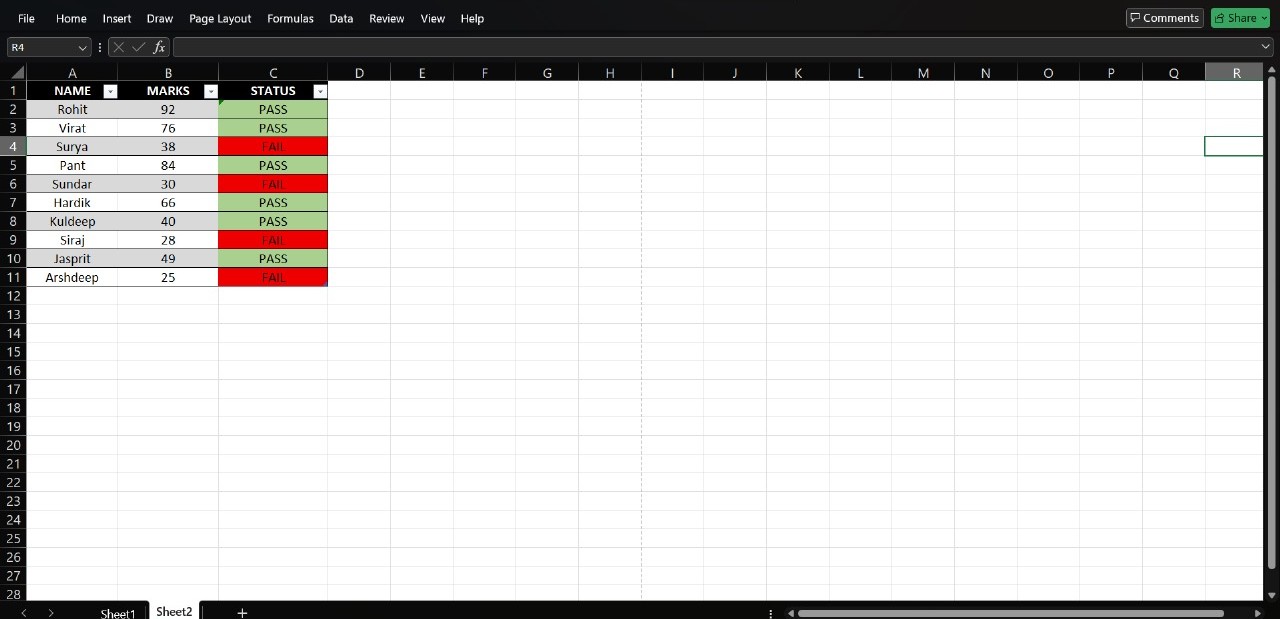 File Home Insert Draw Page Layout Formulas Data Review View Help Comments Share
R4 fx
A B C D E F G H I J K L M N O P Q R
1 NAME MARKS STATUS
2 Rohit 92 PASS
3 Virat 76 PASS
4 Surya 38 FAIL
5 Pant 84 PASS
6 Sundar 30 FAIL
7 Hardik 66 PASS
8 Kuldeep 40 PASS
9 Siraj 28 FAIL
10 Jasprit 49 PASS
11 Arshdeep 25 FAIL
12
13
14
15
16
17
18
19
20
21
22
23
24
25
26
27
28
Sheet1 Sheet2 +